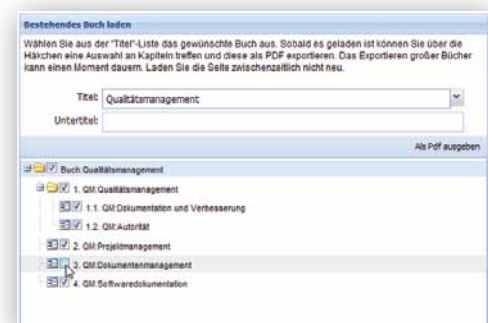 Bestehendes Buch laden
Wählen Sie aus der "Titel"-Liste das gewünschte Buch aus. Sobald es geladen ist können Sie über die
Häkchen eine Auswahl an Kapiteln treffen und diese als PDF exportieren. Das Exportieren großer Bücher
kann einen Moment dauern. Laden Sie die Seite zwischenzeitlich nicht neu.
Titel: Qualitätsmanagement
Untertitel:
Als Pdf ausgeben
Buch:Qualitätsmanagement
1. QM:Qualitätsmanagement
1.1. QM:Dokumentation und Verbesserung
1.2. QM:Autorität
2. QM:Projektmanagement
3. QM:Dokumentenmanagement
4. QM:Softwaredokumentation